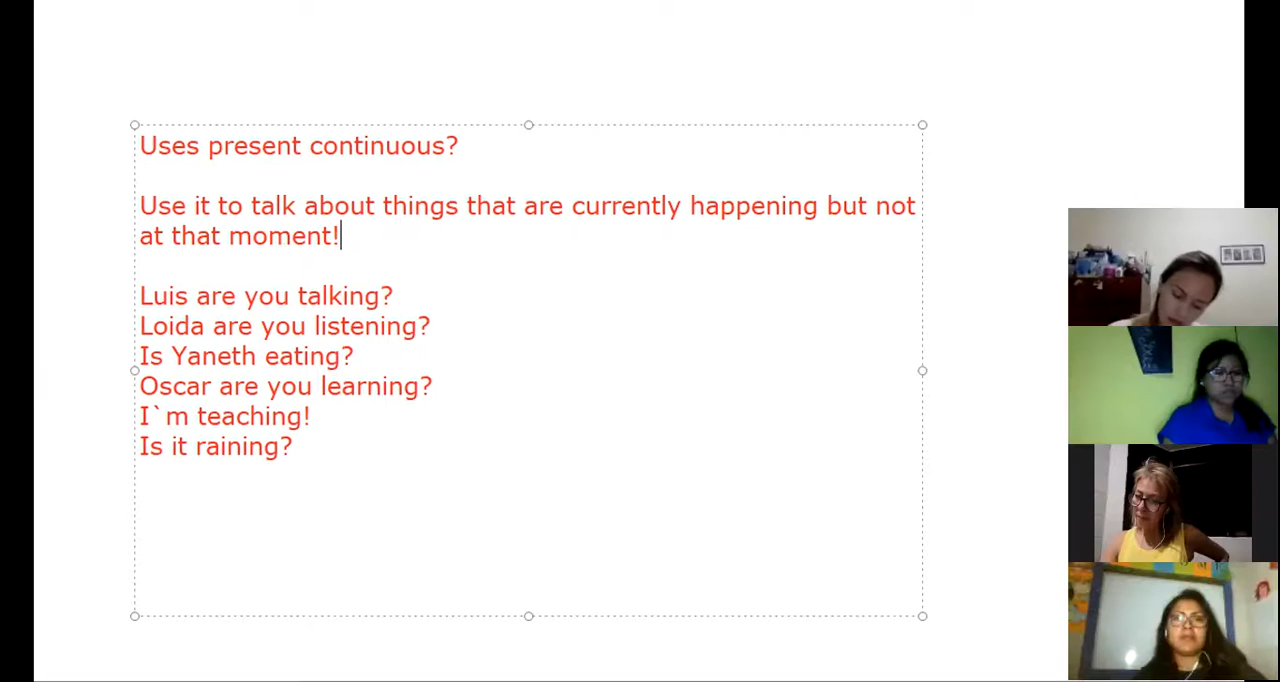 Uses present continuous?
Use it to talk about things that are currently happening but not
at that moment!
Luis are you talking?
Loida are you listening?
Is Yaneth eating?
Oscar are you learning?
I`m teaching!
Is it raining?